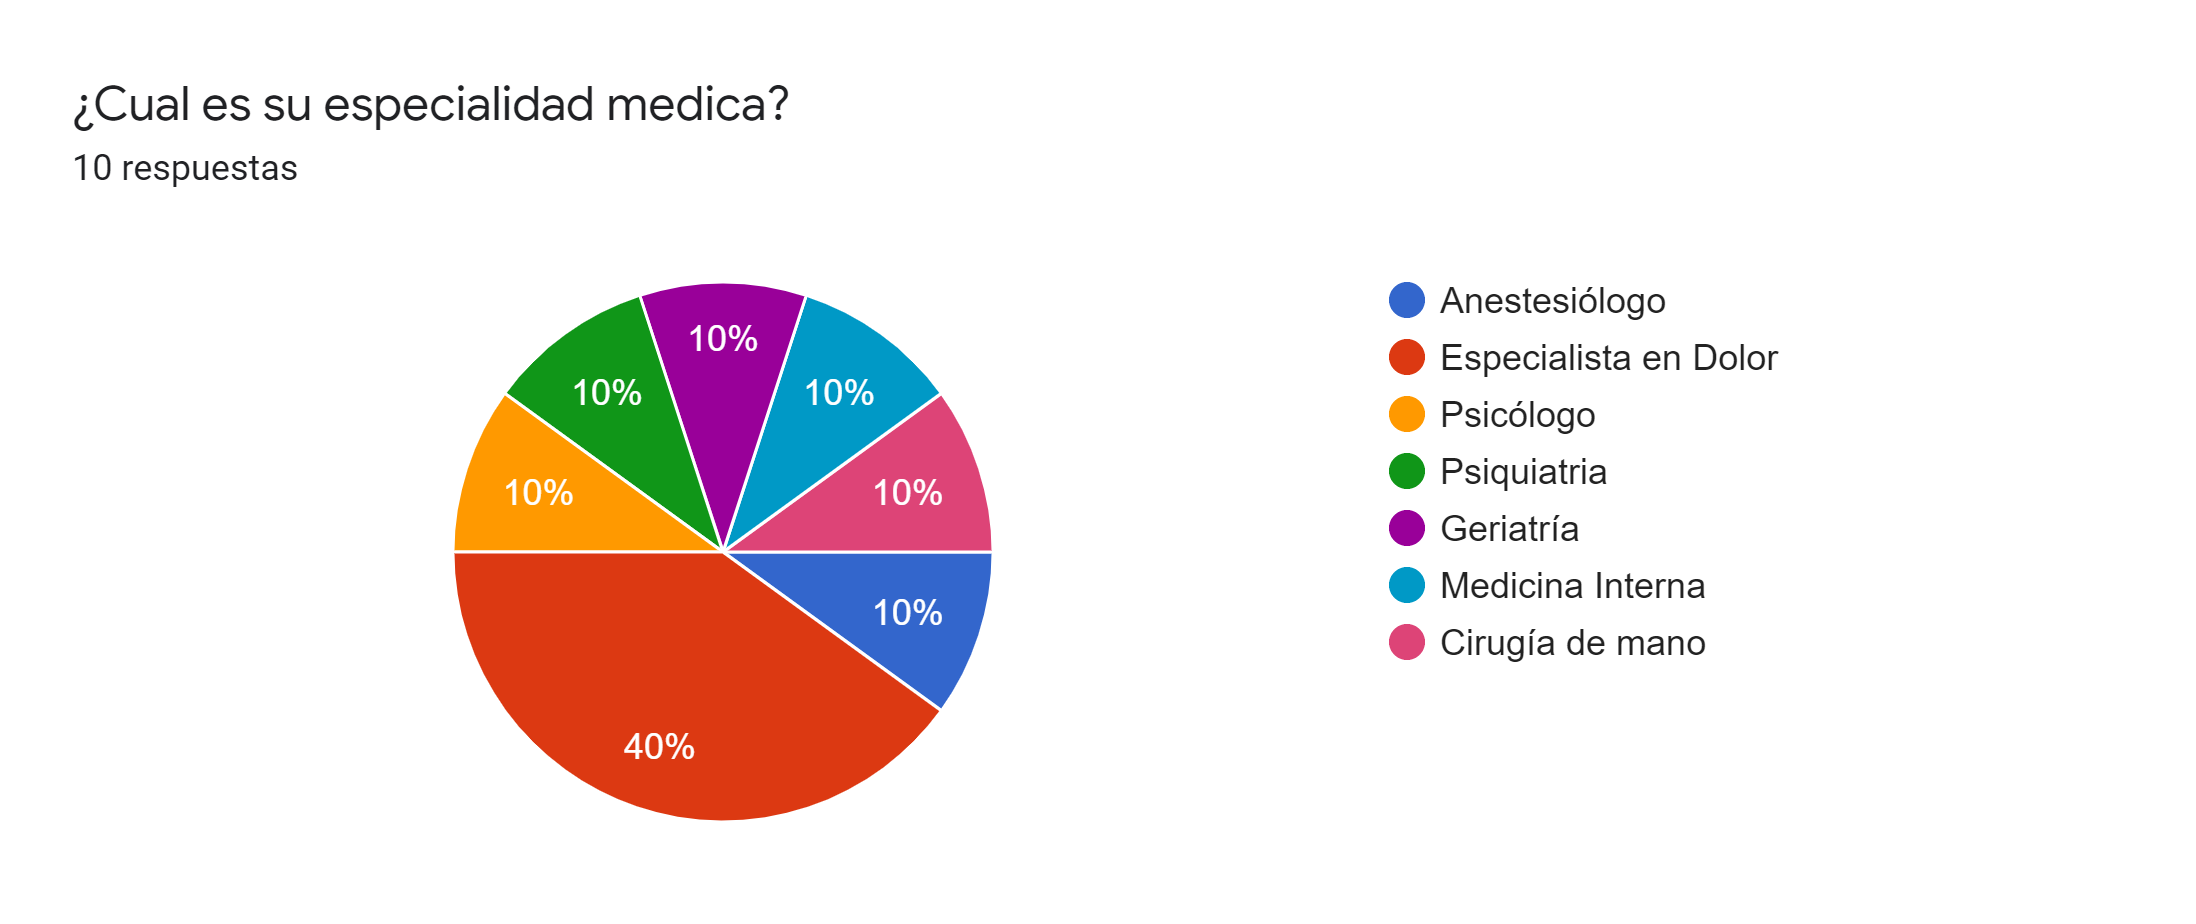 ¿Cual es su especialidad medica?
10 respuestas
10%
10%
10%
10%
10%
10%
40%
Anestesiólogo
Especialista en Dolor
Psicólogo
Psiquiatria
Geriatría
Medicina Interna
Cirugía de mano